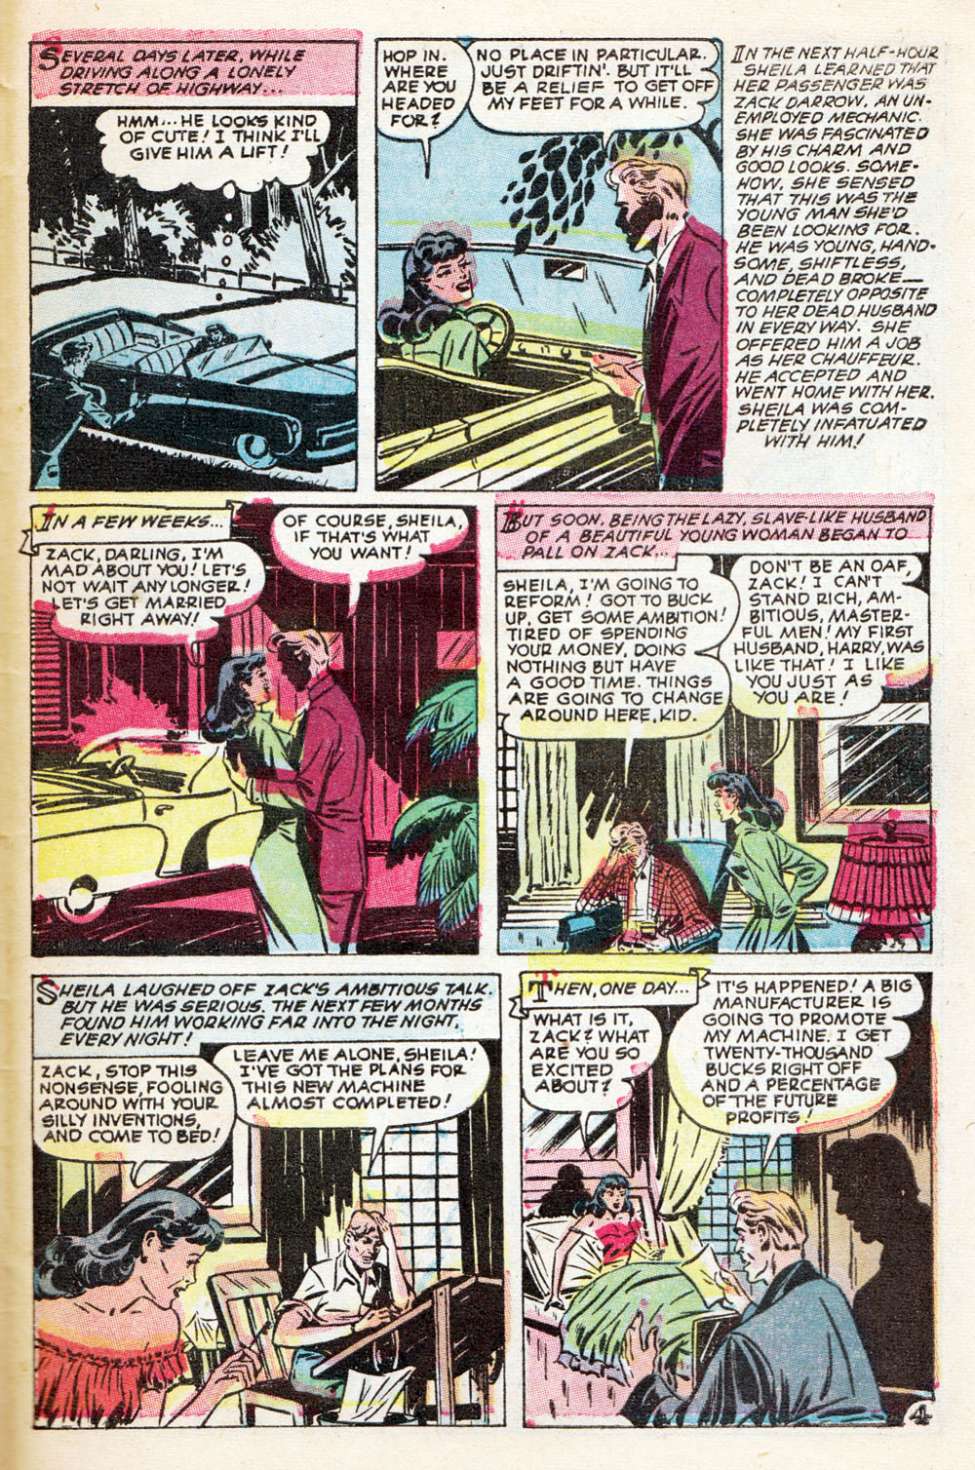 SEVERAL DAYS LATER, WHILE
DRIVING ALONG A LONELY
STRETCH OF HIGHWAY...
HMM...HE LOOKS KIND
OF CUTE! I THINK I'LL
GIVE HIM A LIFT!
HOP IN.
WHERE
ARE YOU
HEADED
FOR?
NO PLACE IN PARTICULAR.
JUST DRIFTIN'. BUT IT'LL
BE A RELIEF TO GET OFF
MY FEET FOR A WHILE.
IN THE NEXT HALF-HOUR
SHEILA LEARNED THAT
HER PASSENGER WAS
ZACK DARROW, AN UN-
EMPLOYED MECHANIC.
SHE WAS FASCINATED
BY HIS CHARM AND
GOOD LOOKS. SOME-
HOW, SHE SENSED
THAT THIS WAS THE
YOUNG MAN SHE'D
BEEN LOOKING FOR.
HE WAS YOUNG, HAND-
SOME, SHIFTLESS,
AND DEAD BROKE—
COMPLETELY OPPOSITE
TO HER DEAD HUSBAND
IN EVERY WAY. SHE
OFFERED HIM A JOB
AS HER CHAUFFEUR.
HE ACCEPTED AND
WENT HOME WITH HER.
SHEILA WAS COM-
PLETELY INFATUATED
WITH HIM!
IN A FEW WEEKS...
ZACK, DARLING, I'M
MAD ABOUT YOU! LET'S
NOT WAIT ANY LONGER!
LET'S GET MARRIED
RIGHT AWAY!
OF COURSE, SHEILA,
IF THAT'S WHAT
YOU WANT!
BUT SOON, BEING THE LAZY, SLAVE-LIKE HUSBAND
OF A BEAUTIFUL YOUNG WOMAN BEGAN TO
PALL ON ZACK...
SHEILA, I'M GOING TO
REFORM! GOT TO BUCK
UP, GET SOME AMBITION!
TIRED OF SPENDING
YOUR MONEY, DOING
NOTHING BUT HAVE
A GOOD TIME. THINGS
ARE GOING TO CHANGE
AROUND HERE, KID.
DON'T BE AN OAF,
ZACK! I CAN'T
STAND RICH, AM-
BITIOUS, MASTER-
FUL MEN! MY FIRST
HUSBAND, HARRY, WAS
LIKE THAT! I LIKE
YOU JUST AS
YOU ARE!
SHEILA LAUGHED OFF ZACK'S AMBITIOUS TALK.
BUT HE WAS SERIOUS. THE NEXT FEW MONTHS
FOUND HIM WORKING FAR INTO THE NIGHT,
EVERY NIGHT!
ZACK, STOP THIS
NONSENSE, FOOLING
AROUND WITH YOUR
SILLY INVENTIONS,
AND COME TO BED!
LEAVE ME ALONE, SHEILA!
I'VE GOT THE PLANS FOR
THIS NEW MACHINE
ALMOST COMPLETED!
THEN, ONE DAY...
WHAT IS IT,
ZACK? WHAT
ARE YOU SO
EXCITED
ABOUT?
IT'S HAPPENED! A BIG
MANUFACTURER IS
GOING TO PROMOTE
MY MACHINE. I GET
TWENTY-THOUSAND
BUCKS RIGHT OFF
AND A PERCENTAGE
OF THE FUTURE
PROFITS!
4